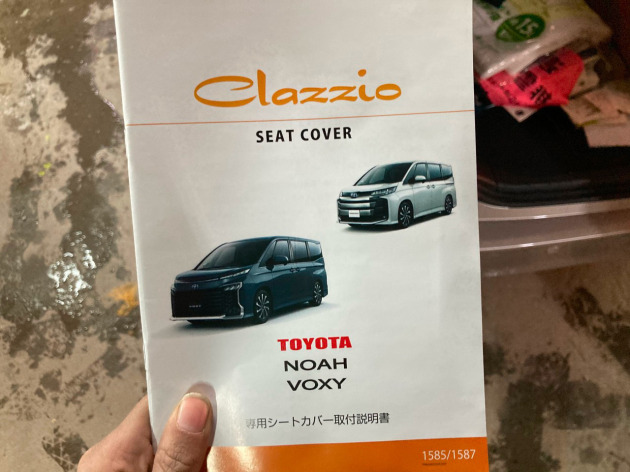 Clazzio
SEAT COVER
TOYOTA
NOAH
VOXY
専用シートカバー取付説明書
1585/1587
15